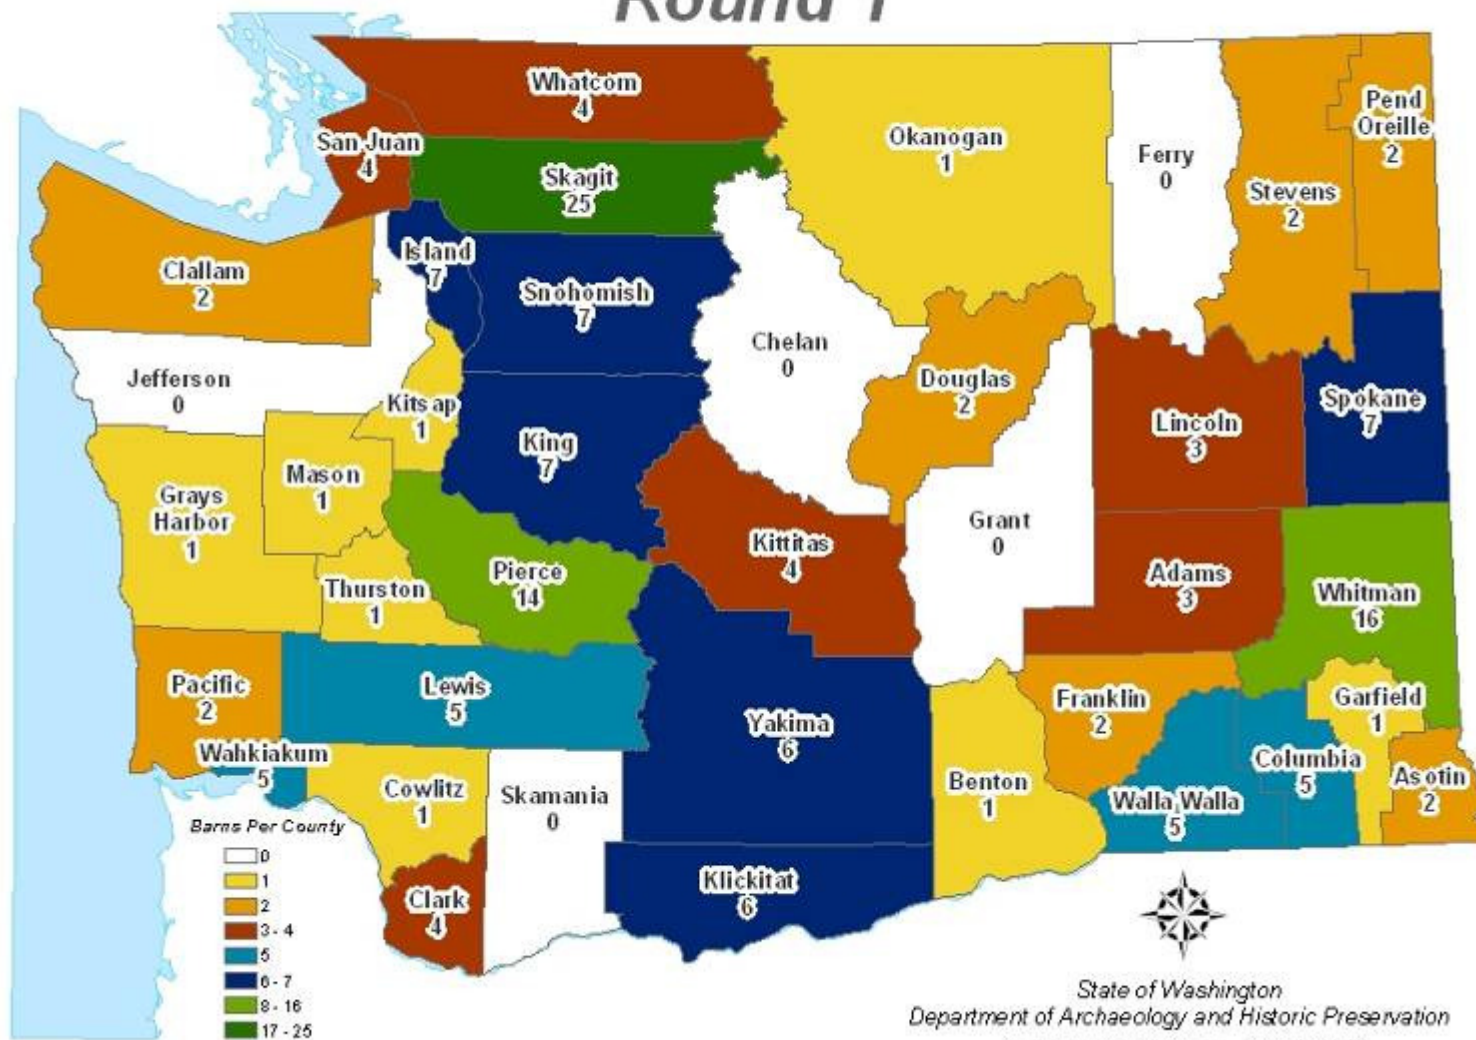 Round 1
Whatcom
4
San Juan
4
Skagit
25
Okanogan
1
Ferry
0
Stevens
2
Pend
Oreille
2
Clallam
2
Island
7
Snohomish
7
Chelan
0
Jefferson
0
Kitsap
1
King
7
Douglas
2
Lincoln
3
Spokane
7
Grays
Harbor
1
Mason
1
Thurston
1
Pierce
14
Kittitas
4
Grant
0
Adams
3
Whitman
16
Pacific
2
Lewis
5
Yakima
6
Franklin
2
Garfield
1
Wahkiakum
5
Cowlitz
1
Skamania
0
Benton
1
Walla Walla
5
Columbia
5
Asotin
2
Clark
4
Klickitat
6
Barns Per County
0
1
2
3 - 4
5
6 - 7
8 - 16
17 - 25
State of Washington
Department of Archaeology and Historic Preservation